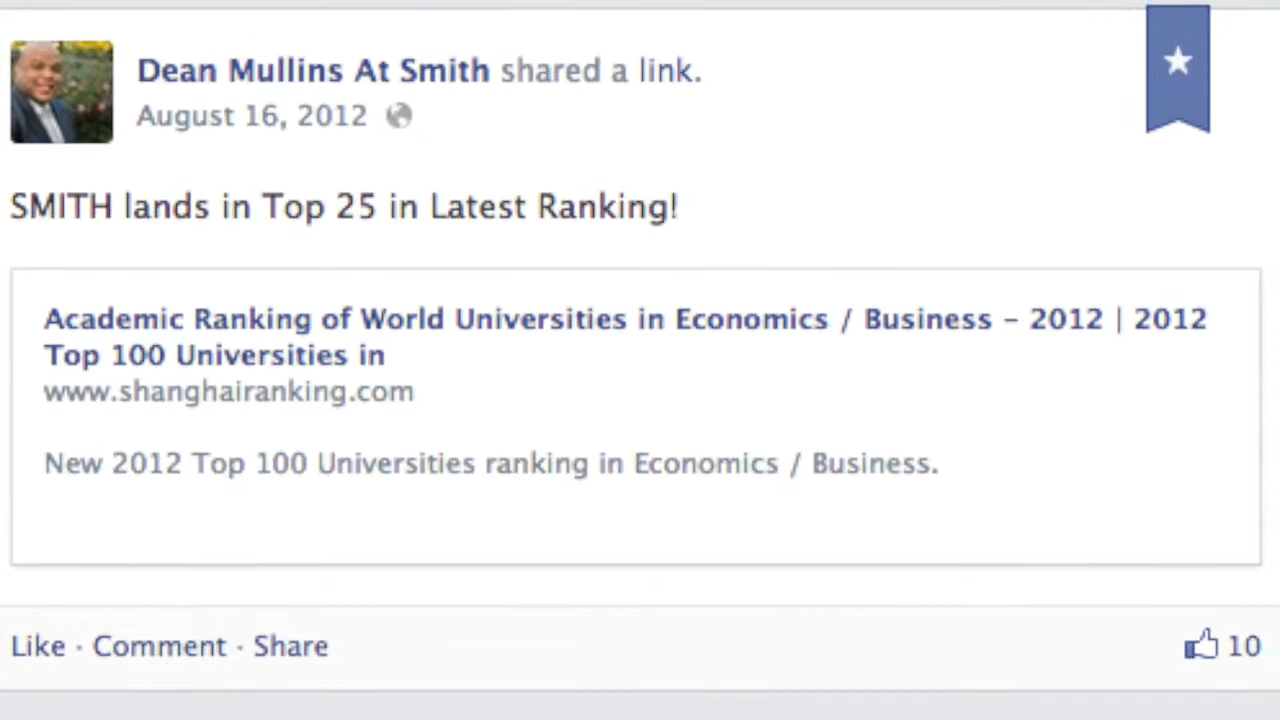 Dean Mullins At Smith shared a link.
August 16, 2012
SMITH lands in Top 25 in Latest Ranking!
Academic Ranking of World Universities in Economics / Business – 2012 | 2012
Top 100 Universities in
www.shanghairanking.com
New 2012 Top 100 Universities ranking in Economics / Business.
Like · Comment · Share
10